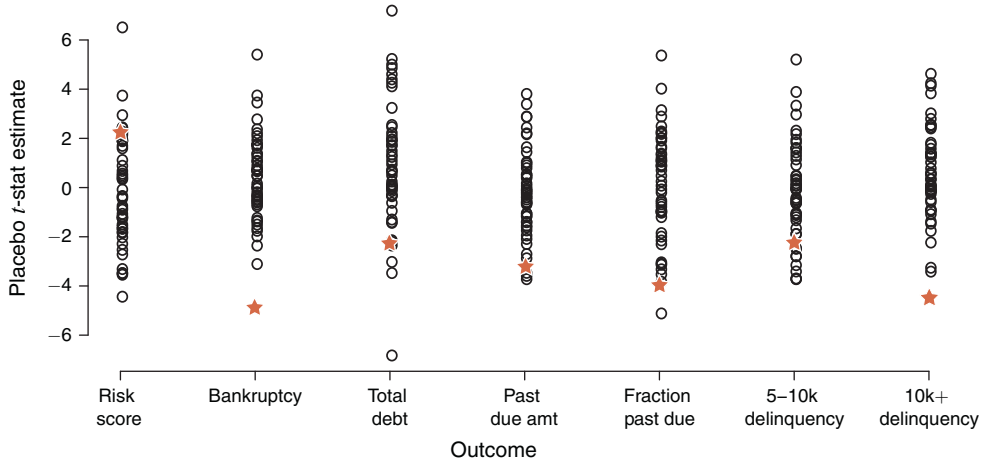 Placebo t-stat estimate
6
4
2
0
−2
−4
−6
Risk
score
Bankruptcy
Total
debt
Past
due amt
Fraction
past due
5−10k
delinquency
10k+
delinquency
Outcome